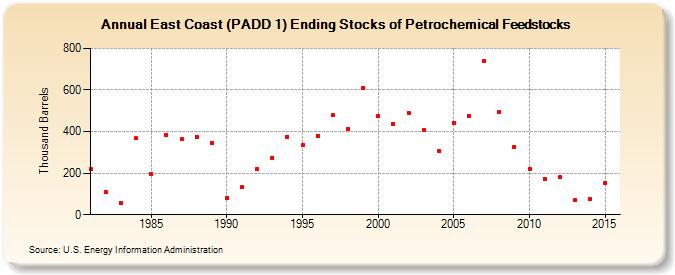 Annual East Coast (PADD 1) Ending Stocks of Petrochemical Feedstocks
Thousand Barrels
800
600
400
200
0
1985 1990 1995 2000 2005 2010 2015
Source: U.S. Energy Information Administration